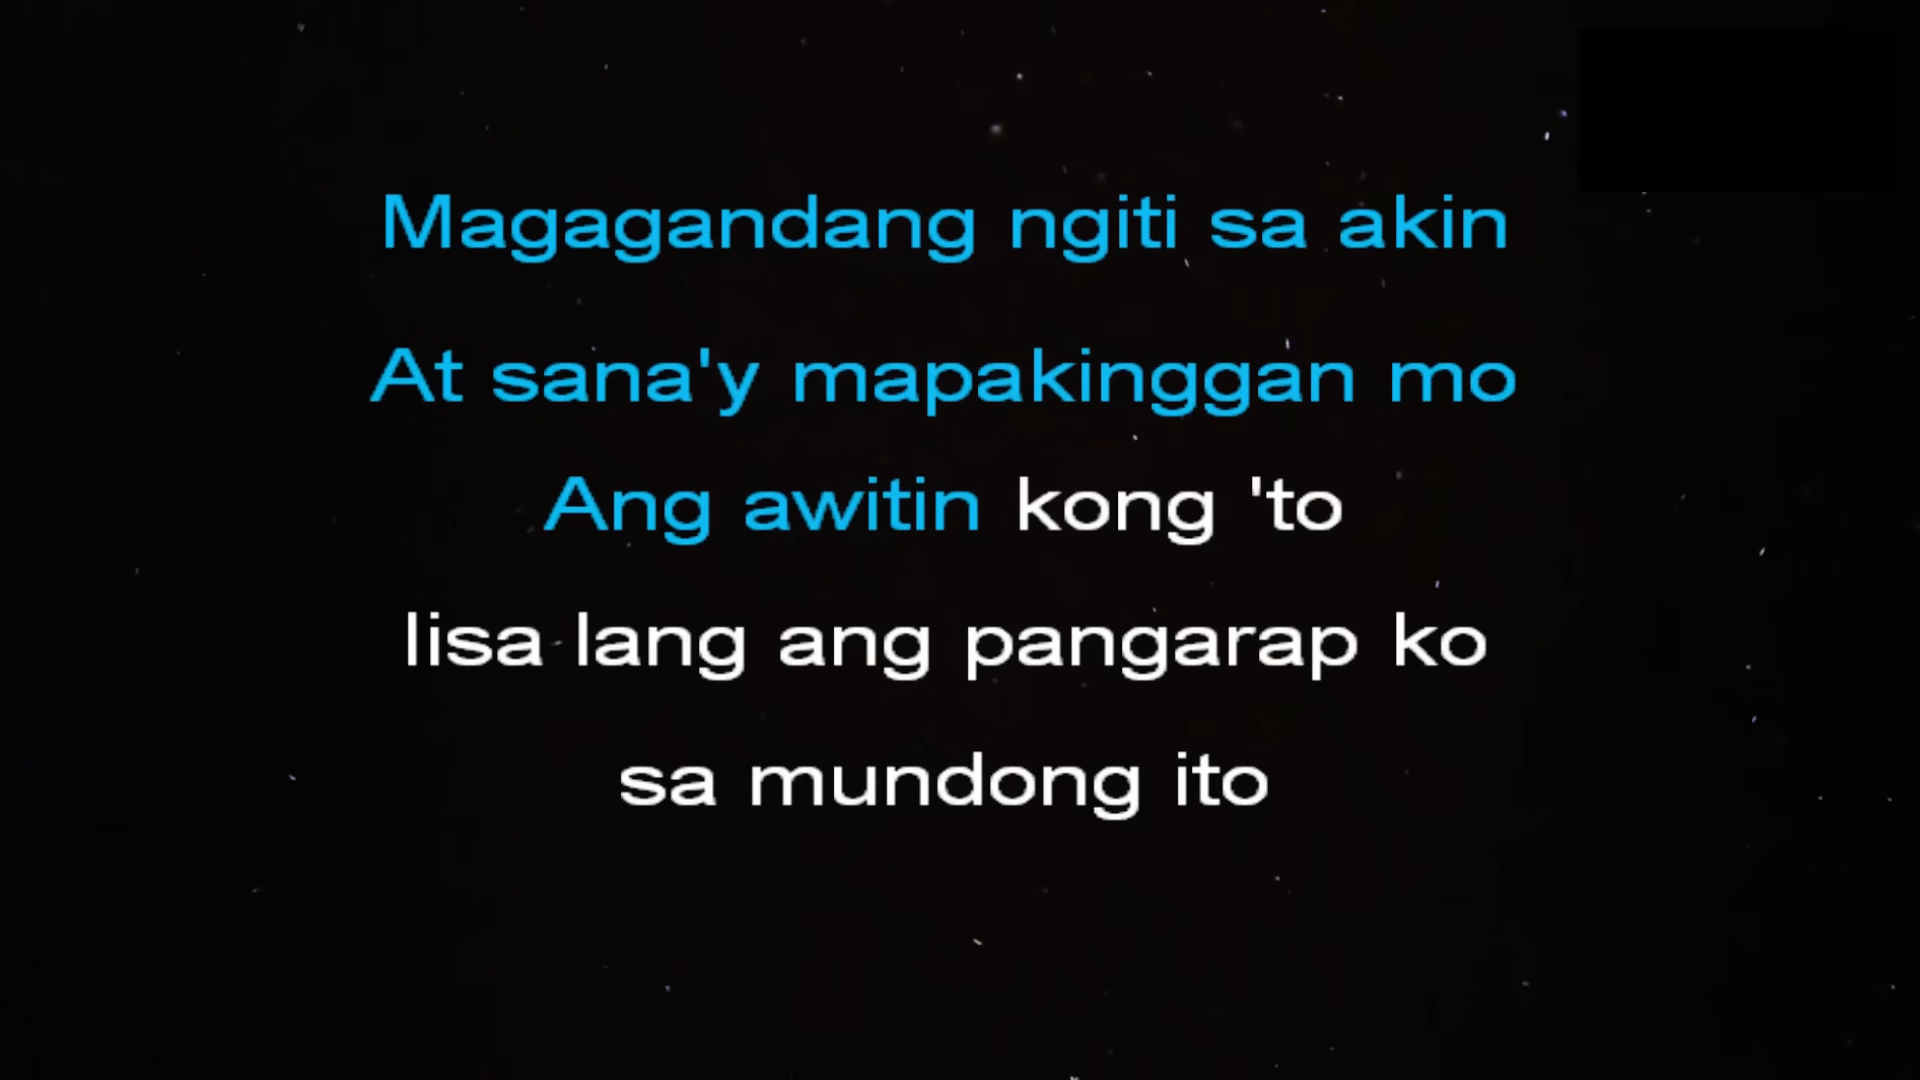 Magagandang ngiti sa akin
At sana'y mapakinggan mo
Ang awitin kong 'to
Iisa lang ang pangarap ko
sa mundong ito